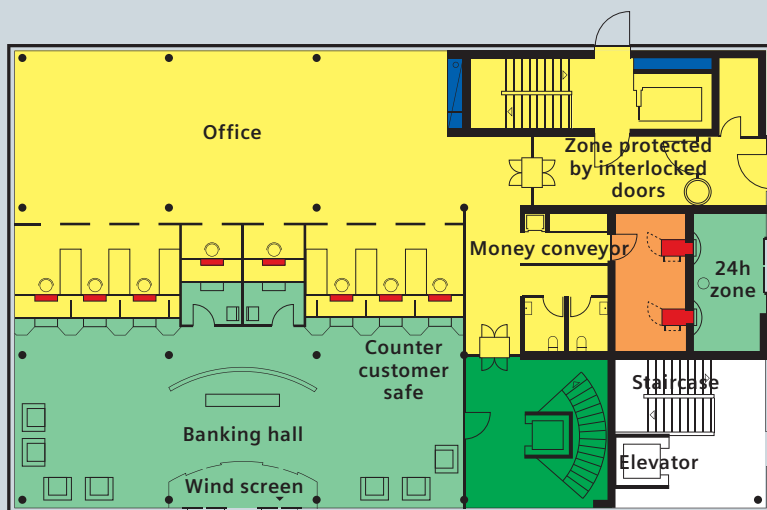 Office
Zone protected
by interlocked
doors
Money conveyor
24h
zone
Counter
customer
safe
Staircase
Banking hall
Elevator
Wind screen